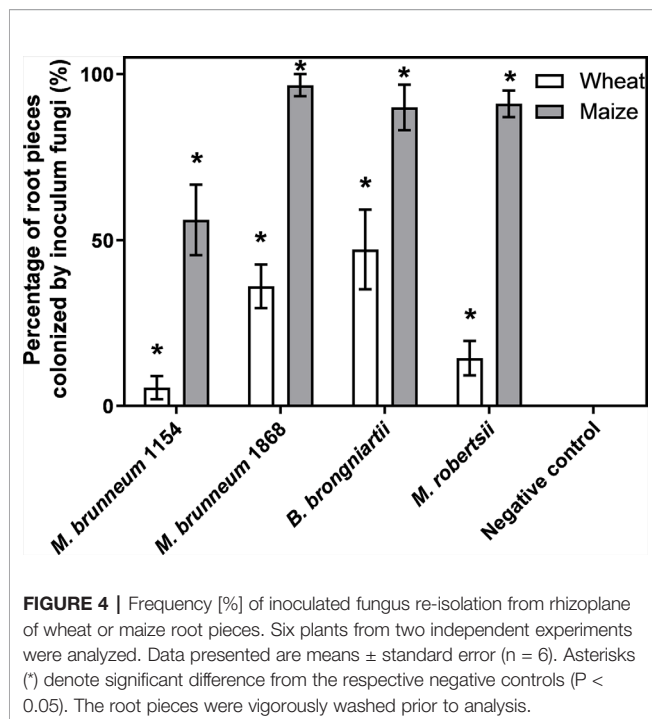 Percentage of root pieces
colonized by inoculum fungi (%)
100
50
0
*
*
*
*
*
*
*
*
Wheat
Maize
M. brunneum 1154
M. brunneum 1868
B. brongniartii
M. robertsii
Negative control
FIGURE 4 | Frequency [%] of inoculated fungus re-isolation from rhizoplane
of wheat or maize root pieces. Six plants from two independent experiments
were analyzed. Data presented are means ± standard error (n = 6). Asterisks
(*) denote significant difference from the respective negative controls (P <
0.05). The root pieces were vigorously washed prior to analysis.